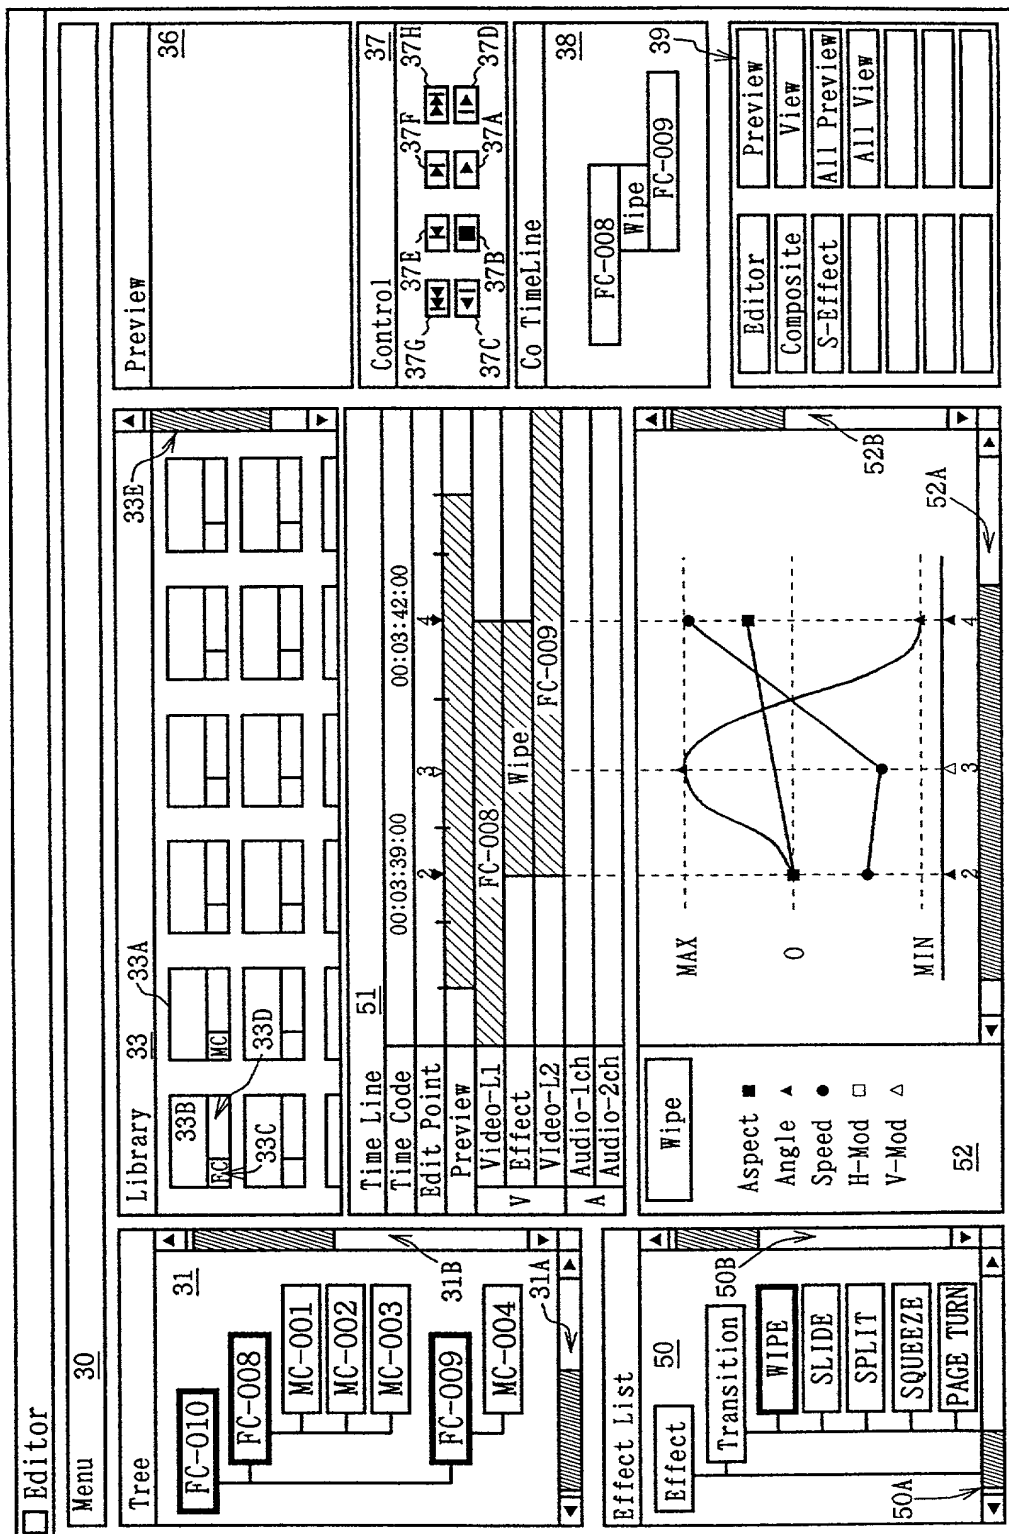 Editor
Menu 30
Tree
31
FC-010
FC-008
MC-001
MC-002
MC-003
FC-009
MC-004
31B
31A
Effect List
50
Effect
Transition
WIPE
SLIDE
SPLIT
SQUEEZE
PAGE TURN
50B
50A
Library 33 33A
33E
33B
EC
MC
33C
33D
Time Line 51
Time Code 00:03:39:00 00:03:42:00
Edit Point 2 3 4
Preview
V
Video-L1 FC-008
Effect Wipe
VIdeo-L2 FC-009
A
Audio-1ch
Audio-2ch
Wipe
Aspect
Angle
Speed
H-Mod
V-Mod
52
MAX
0
MIN
2 3 4
52B
52A
Preview
36
Control 37
37G 37E 37F 37H
37C 37B 37A 37D
Co TimeLine 38
FC-008
Wipe
FC-009
39
Editor Preview
Composite View
S-Effect All Preview
All View